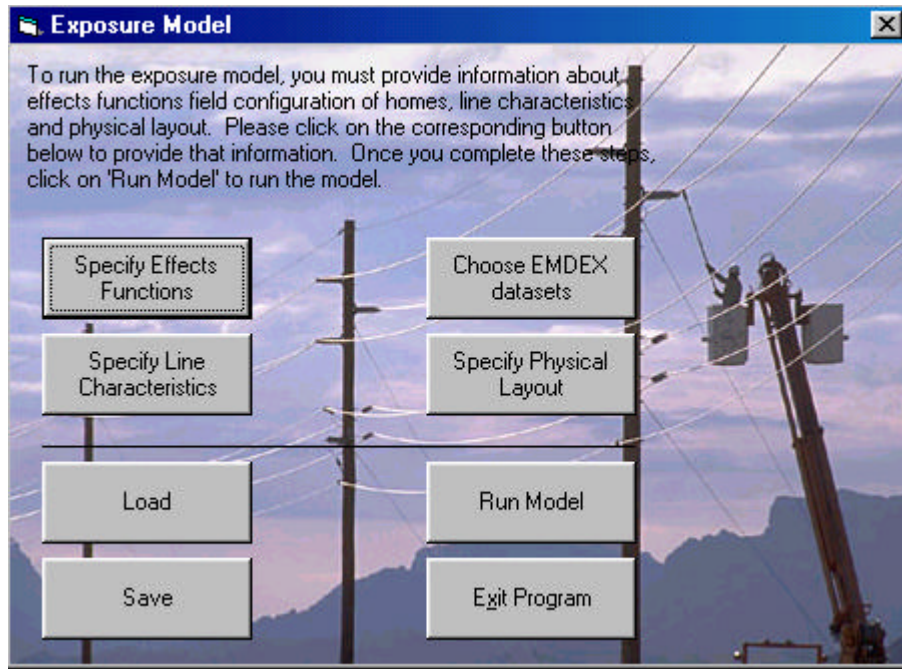 Exposure Model
To run the exposure model, you must provide information about
effects functions field configuration of homes, line characteristics
and physical layout.  Please click on the corresponding button
below to provide that information.  Once you complete these steps,
click on 'Run Model' to run the model.
Specify Effects
Functions
Choose EMDEX
datasets
Specify Line
Characteristics
Specify Physical
Layout
Load
Run Model
Save
Exit Program